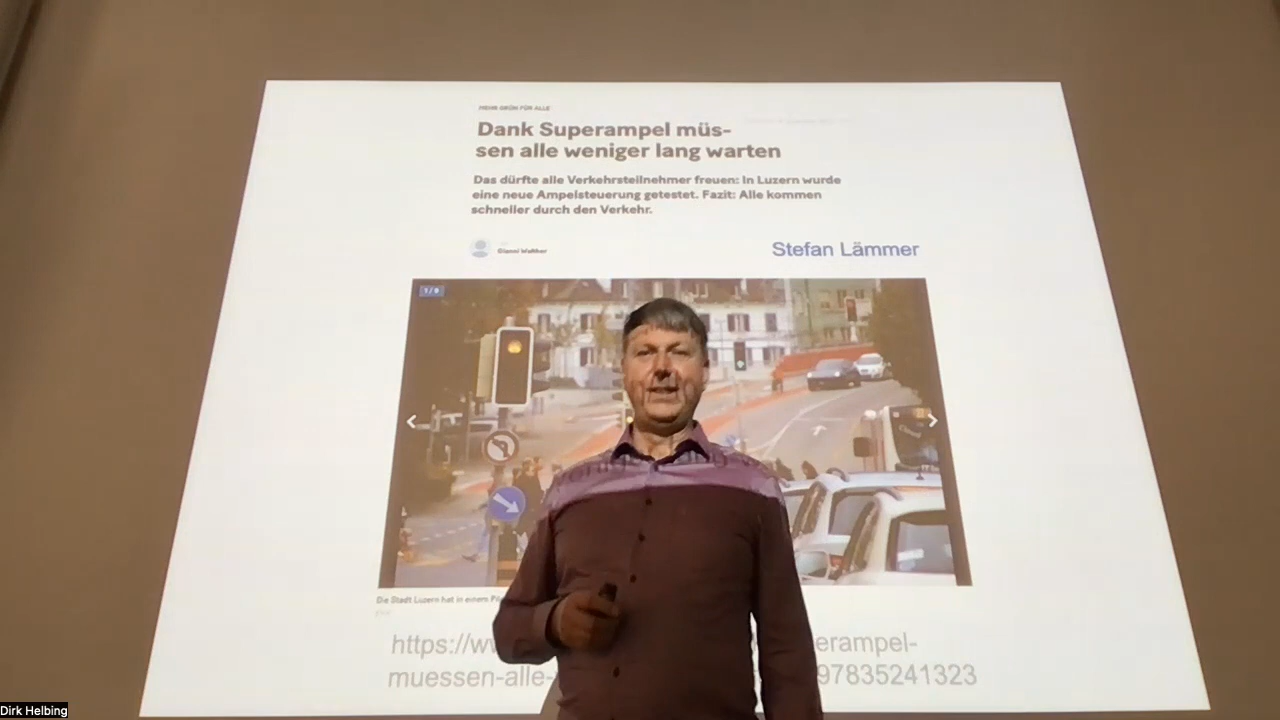 MEHR GRÜN FÜR ALLE
Dank Superampel müs-
sen alle weniger lang warten
Das dürfte alle Verkehrsteilnehmer freuen: In Luzern wurde
eine neue Ampelsteuerung getestet. Fazit: Alle kommen
schneller durch den Verkehr.
Gianni Walther
Stefan Lämmer
1/9
Die Stadt Luzern hat in einem
https://
erampel-
muessen-alle-
97835241323
Dirk Helbing